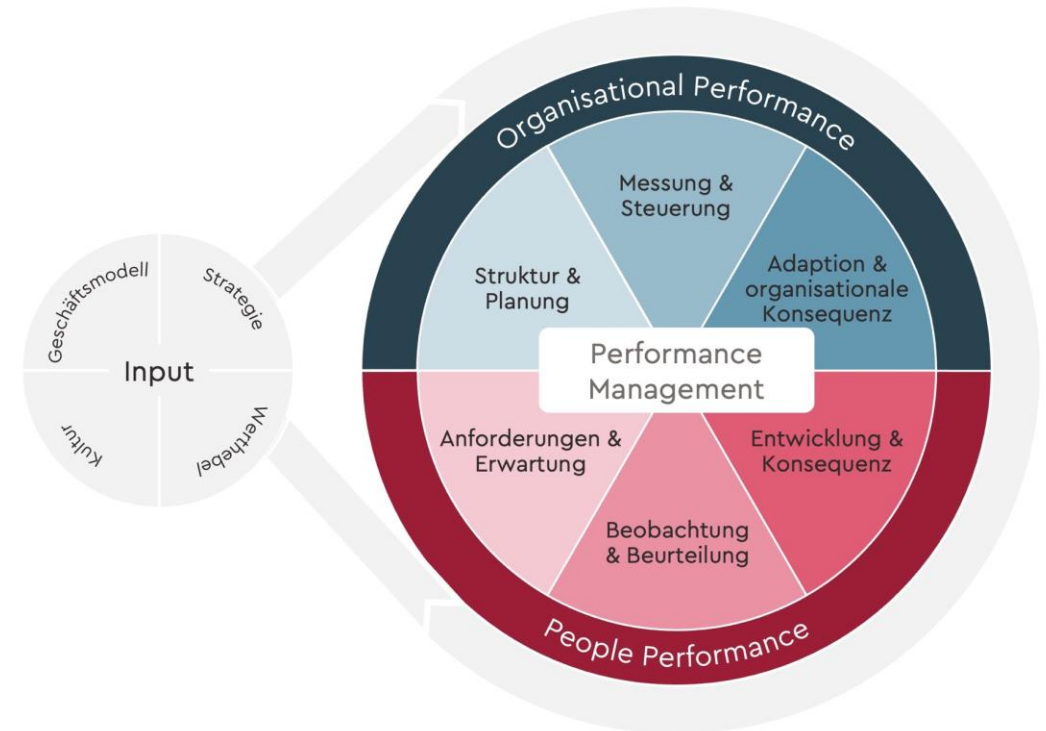 Geschäftsmodell
Strategie
Input
Kultur
Werthebel
Organisational Performance
Messung &
Steuerung
Struktur &
Planung
Adaption &
organisationale
Konsequenz
Performance
Management
Anforderungen &
Erwartung
Entwicklung &
Konsequenz
Beobachtung
& Beurteilung
People Performance